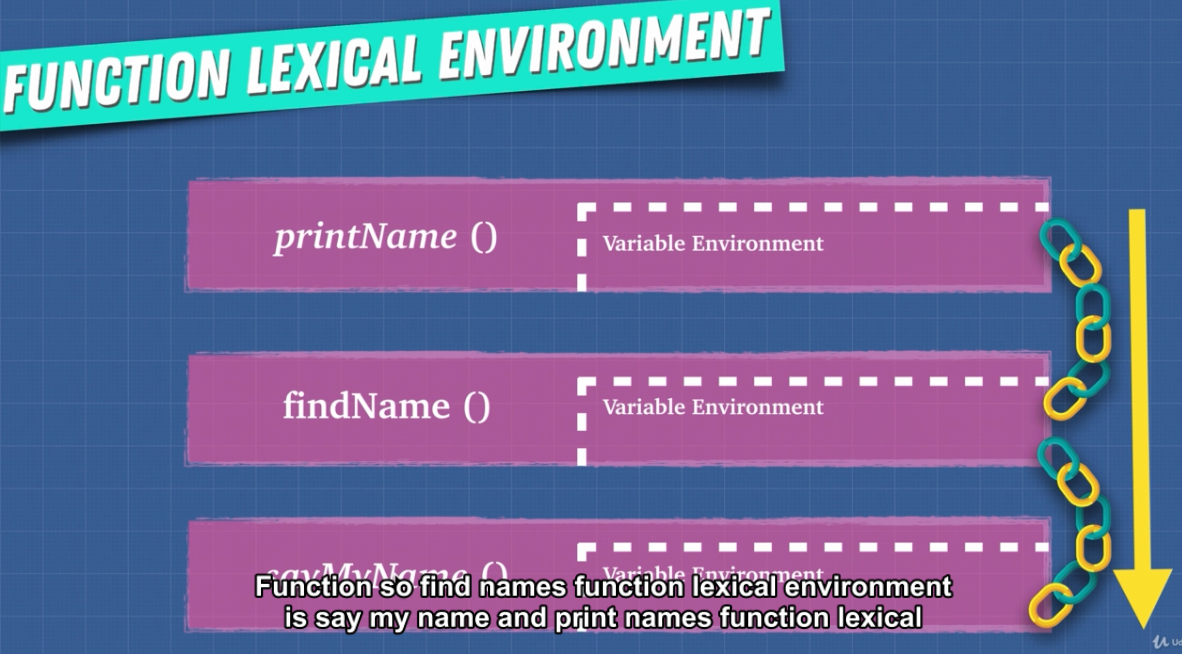 FUNCTION LEXICAL ENVIRONMENT
printName ()
Variable Environment
findName ()
Variable Environment
sayMyName ()
Variable Environment
Function so find names function lexical environment
is say my name and print names function lexical